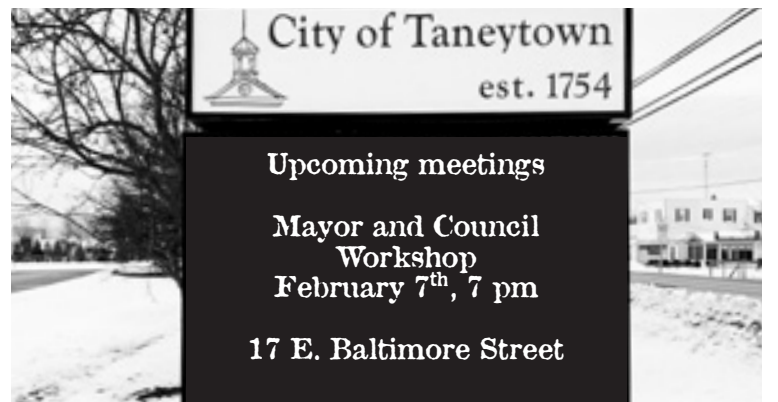 City of Taneytown
est. 1754
Upcoming meetings
Mayor and Council
Workshop
February 7th, 7 pm
17 E. Baltimore Street